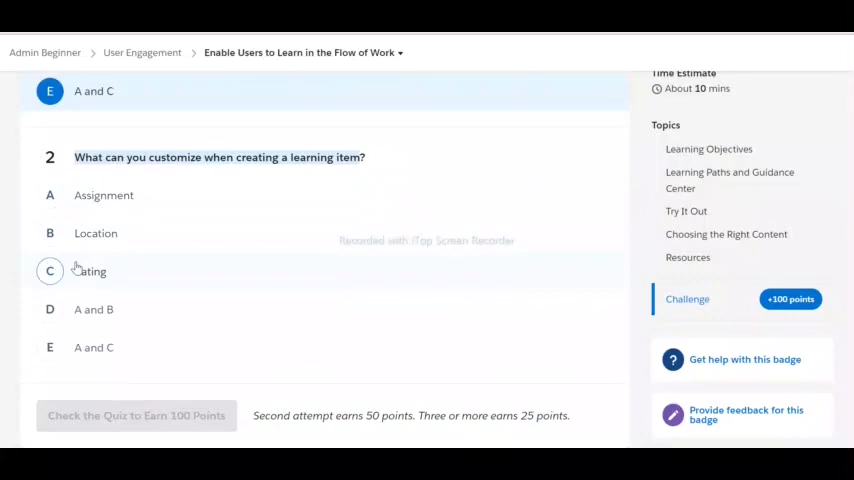 Admin Beginner > User Engagement > Enable Users to Learn in the Flow of Work
Time Estimate
About 10 mins
E A and C
Topics
Learning Objectives
Learning Paths and Guidance
Center
Try It Out
Choosing the Right Content
Resources
Challenge +100 points
2 What can you customize when creating a learning item?
A Assignment
B Location
C ating
D A and B
E A and C
Recorded with iTop Screen Recorder
Check the Quiz to Earn 100 Points Second attempt earns 50 points. Three or more earns 25 points.
? Get help with this badge
Provide feedback for this
badge